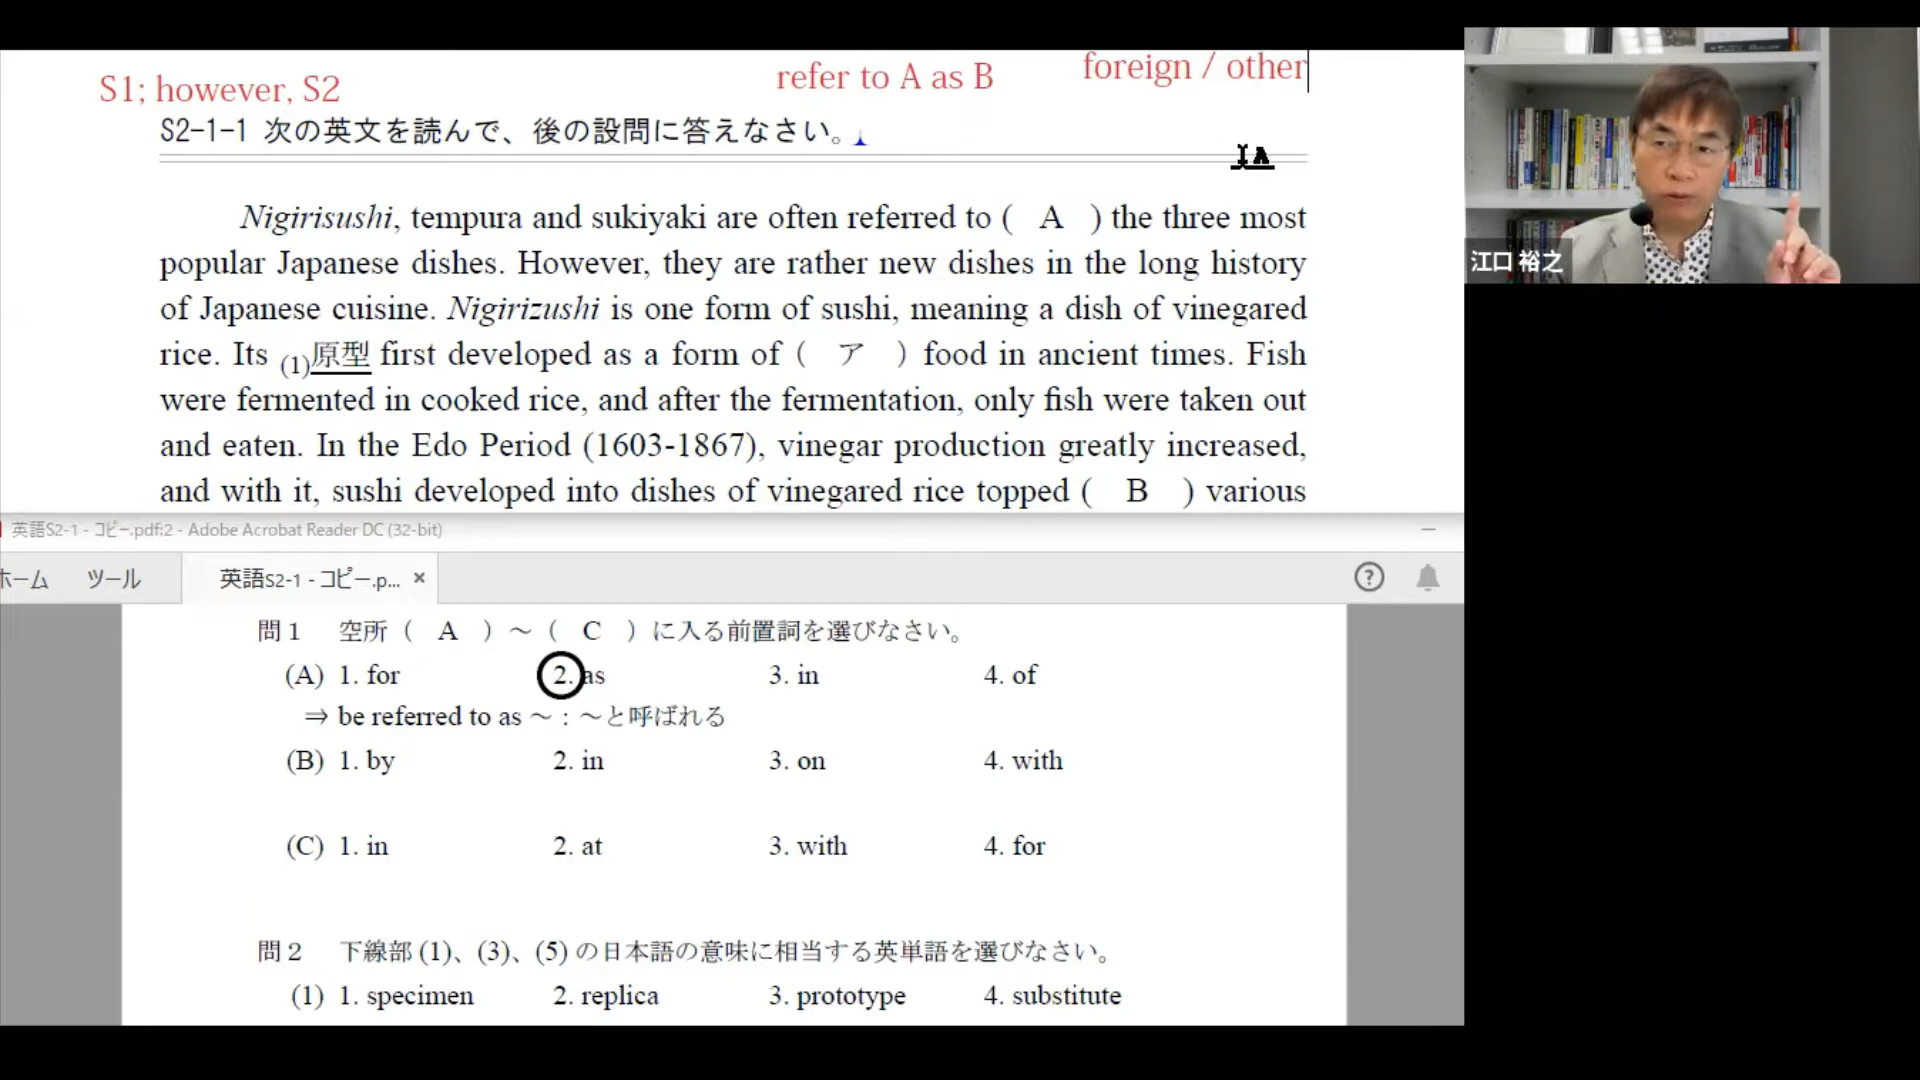 S1; however, S2
refer to A as B
foreign / other
S2-1-1 次の英文を読んで、後の設問に答えなさい。
Nigirisushi, tempura and sukiyaki are often referred to ( A ) the three most
popular Japanese dishes. However, they are rather new dishes in the long history
of Japanese cuisine. Nigirizushi is one form of sushi, meaning a dish of vinegared
rice. Its (1)原型 first developed as a form of ( ア ) food in ancient times. Fish
were fermented in cooked rice, and after the fermentation, only fish were taken out
and eaten. In the Edo Period (1603-1867), vinegar production greatly increased,
and with it, sushi developed into dishes of vinegared rice topped ( B ) various
江口 裕之
英語S2-1 - コピー.pdf:2 - Adobe Acrobat Reader DC (32-bit)
ホーム ツール 英語S2-1 - コピー.p... ×
問1 空所（ A ）～（ C ）に入る前置詞を選びなさい。
(A) 1. for 2. as 3. in 4. of
⇒ be referred to as ～ : ～と呼ばれる
(B) 1. by 2. in 3. on 4. with
(C) 1. in 2. at 3. with 4. for
問2 下線部 (1)、(3)、(5) の日本語の意味に相当する英単語を選びなさい。
(1) 1. specimen 2. replica 3. prototype 4. substitute